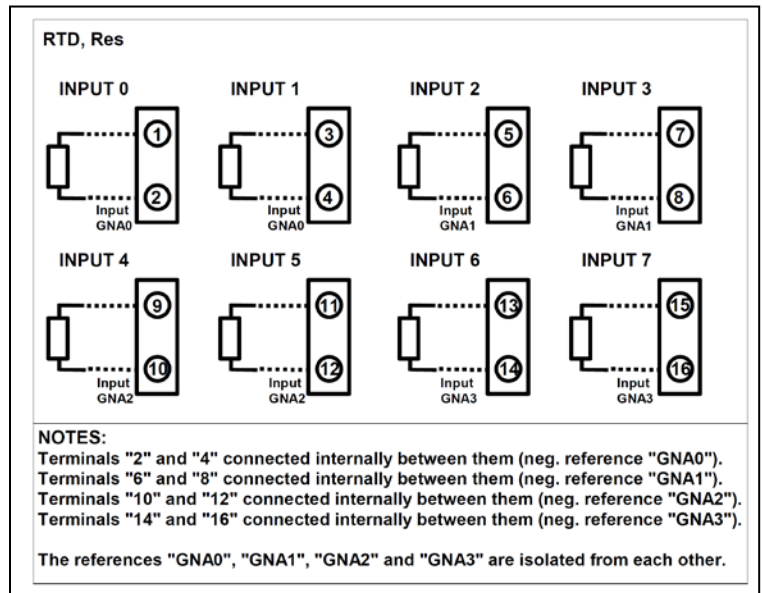 RTD, Res
INPUT 0 INPUT 1 INPUT 2 INPUT 3
1 3 5 7
2 4 6 8
Input Input Input Input
GNA0 GNA0 GNA1 GNA1
INPUT 4 INPUT 5 INPUT 6 INPUT 7
9 11 13 15
10 12 14 16
Input Input Input Input
GNA2 GNA2 GNA3 GNA3
NOTES:
Terminals "2" and "4" connected internally between them (neg. reference "GNA0").
Terminals "6" and "8" connected internally between them (neg. reference "GNA1").
Terminals "10" and "12" connected internally between them (neg. reference "GNA2").
Terminals "14" and "16" connected internally between them (neg. reference "GNA3").
The references "GNA0", "GNA1", "GNA2" and "GNA3" are isolated from each other.